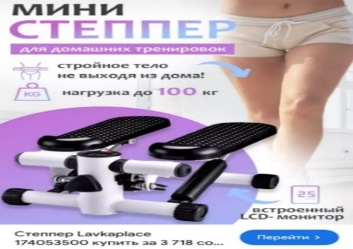 МИНИ
СТЕППЕР
для домашних тренировок
стройное тело
не выходя из дома!
KG
нагрузка до 100 кг
25
встроенный
LCD- монитор
Степпер Lavkaplace
174053500 купить за 3 718 со...
Перейти >